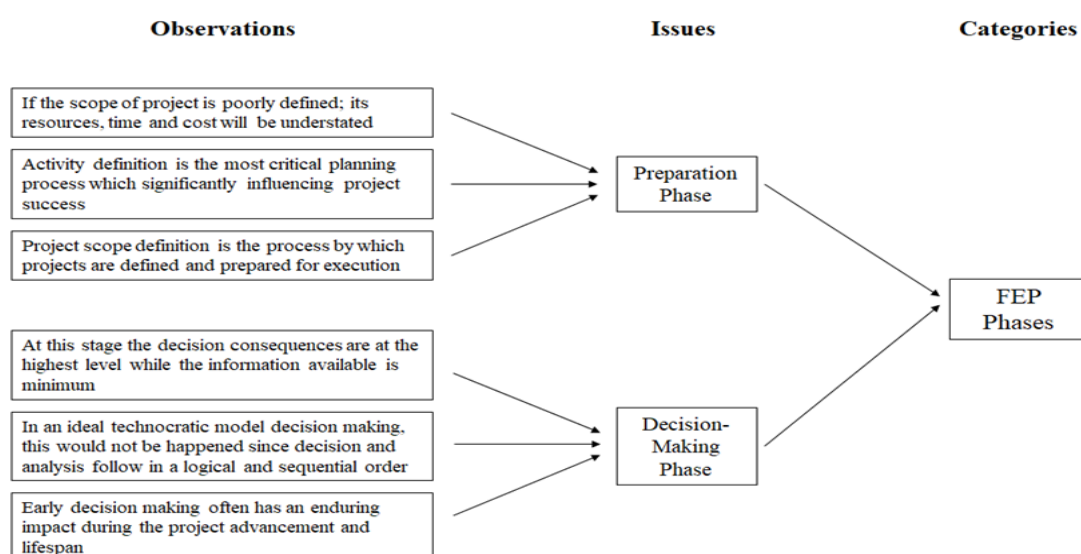 Observations
Issues
Categories
If the scope of project is poorly defined; its
resources, time and cost will be understated
Activity definition is the most critical planning
process which significantly influencing project
success
Project scope definition is the process by which
projects are defined and prepared for execution
Preparation
Phase
FEP
Phases
At this stage the decision consequences are at the
highest level while the information available is
minimum
In an ideal technocratic model decision making,
this would not be happened since decision and
analysis follow in a logical and sequential order
Early decision making often has an enduring
impact during the project advancement and
lifespan
Decision-
Making
Phase